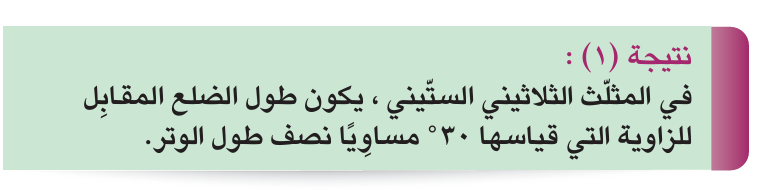 نتيجة (١) :
في المثلّث الثلاثيني الستّيني ، يكون طول الضلع المقابِل
للزاوية التي قياسها ٣٠° مساوِيًا نصف طول الوتر.